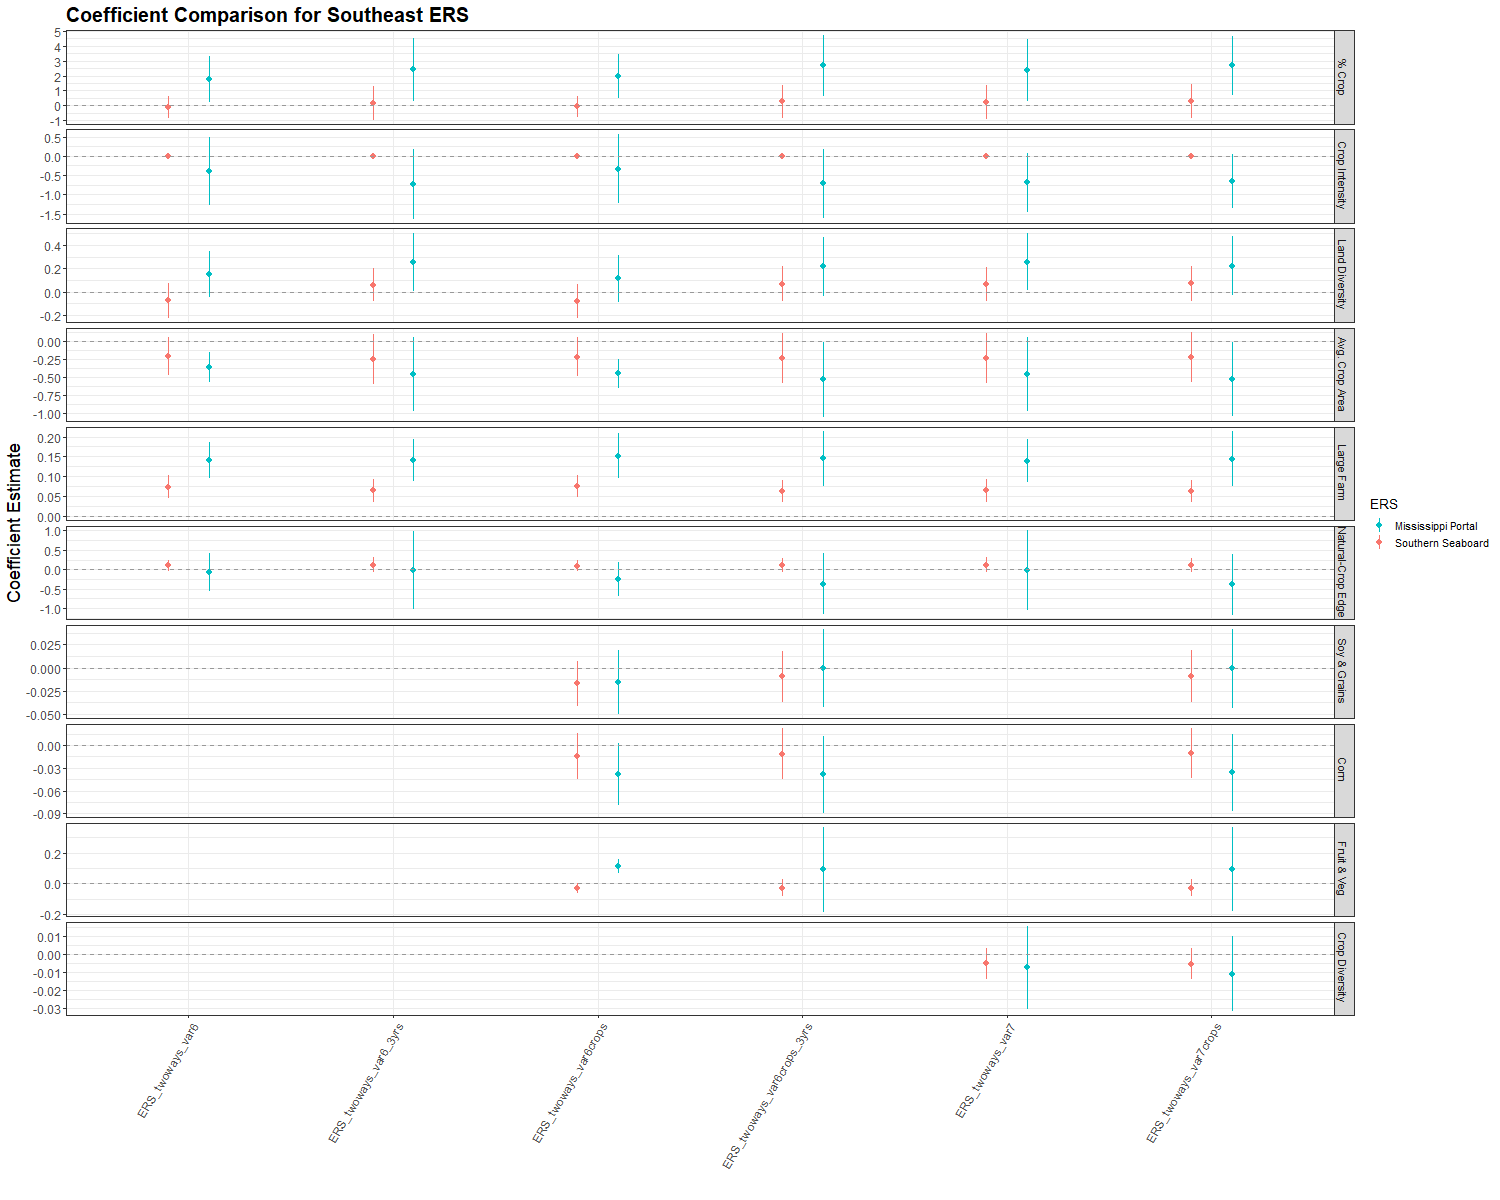 Coefficient Comparison for Southeast ERS
Coefficient Estimate
5
4
3
2
1
0
-1
% Crop
0.5
0.0
-0.5
-1.0
-1.5
Crop Intensity
0.4
0.2
0.0
-0.2
Land Diversity
0.00
-0.25
-0.50
-0.75
-1.00
Avg. Crop Area
0.20
0.15
0.10
0.05
0.00
Large Farm
1.0
0.5
0.0
-0.5
-1.0
Natural-Crop Edge
0.025
0.000
-0.025
-0.050
Soy & Grains
0.00
-0.03
-0.06
-0.09
Corn
0.2
0.0
-0.2
Fruit & Veg
0.01
0.00
-0.01
-0.02
-0.03
Crop Diversity
ERS_twoways_var6
ERS_twoways_var6_3yrs
ERS_twoways_var6crops
ERS_twoways_var6crops_3yrs
ERS_twoways_var7
ERS_twoways_var7crops
ERS
Mississippi Portal
Southern Seaboard